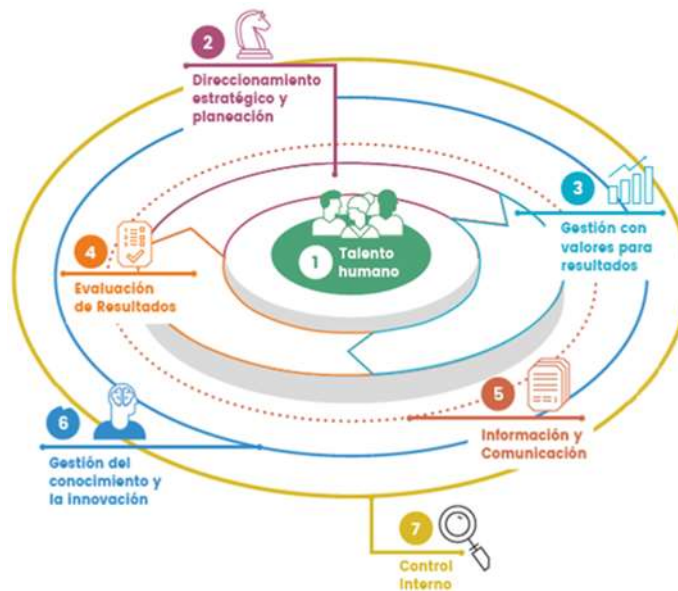 2
Direccionamiento
estratégico y
planeación
3
Gestión con
valores para
resultados
1
Talento
humano
4
Evaluación
de Resultados
5
Información y
Comunicación
6
Gestión del
conocimiento y
la innovación
7
Control
Interno